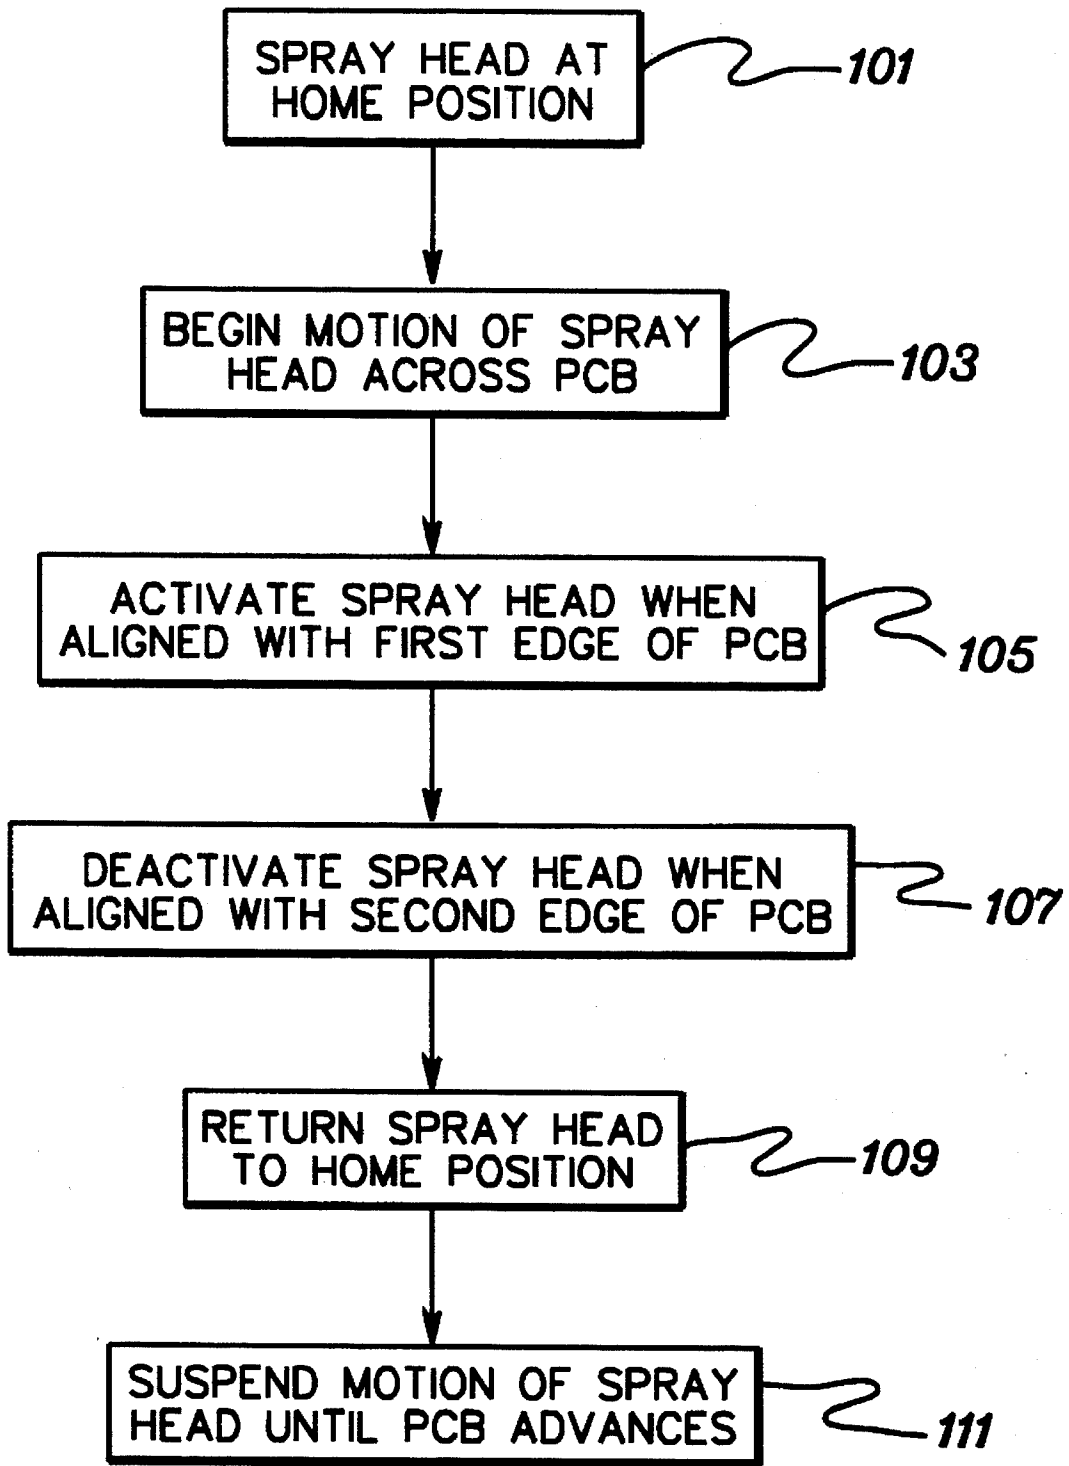 SPRAY HEAD AT
HOME POSITION
101
BEGIN MOTION OF SPRAY
HEAD ACROSS PCB
103
ACTIVATE SPRAY HEAD WHEN
ALIGNED WITH FIRST EDGE OF PCB
105
DEACTIVATE SPRAY HEAD WHEN
ALIGNED WITH SECOND EDGE OF PCB
107
RETURN SPRAY HEAD
TO HOME POSITION
109
SUSPEND MOTION OF SPRAY
HEAD UNTIL PCB ADVANCES
111